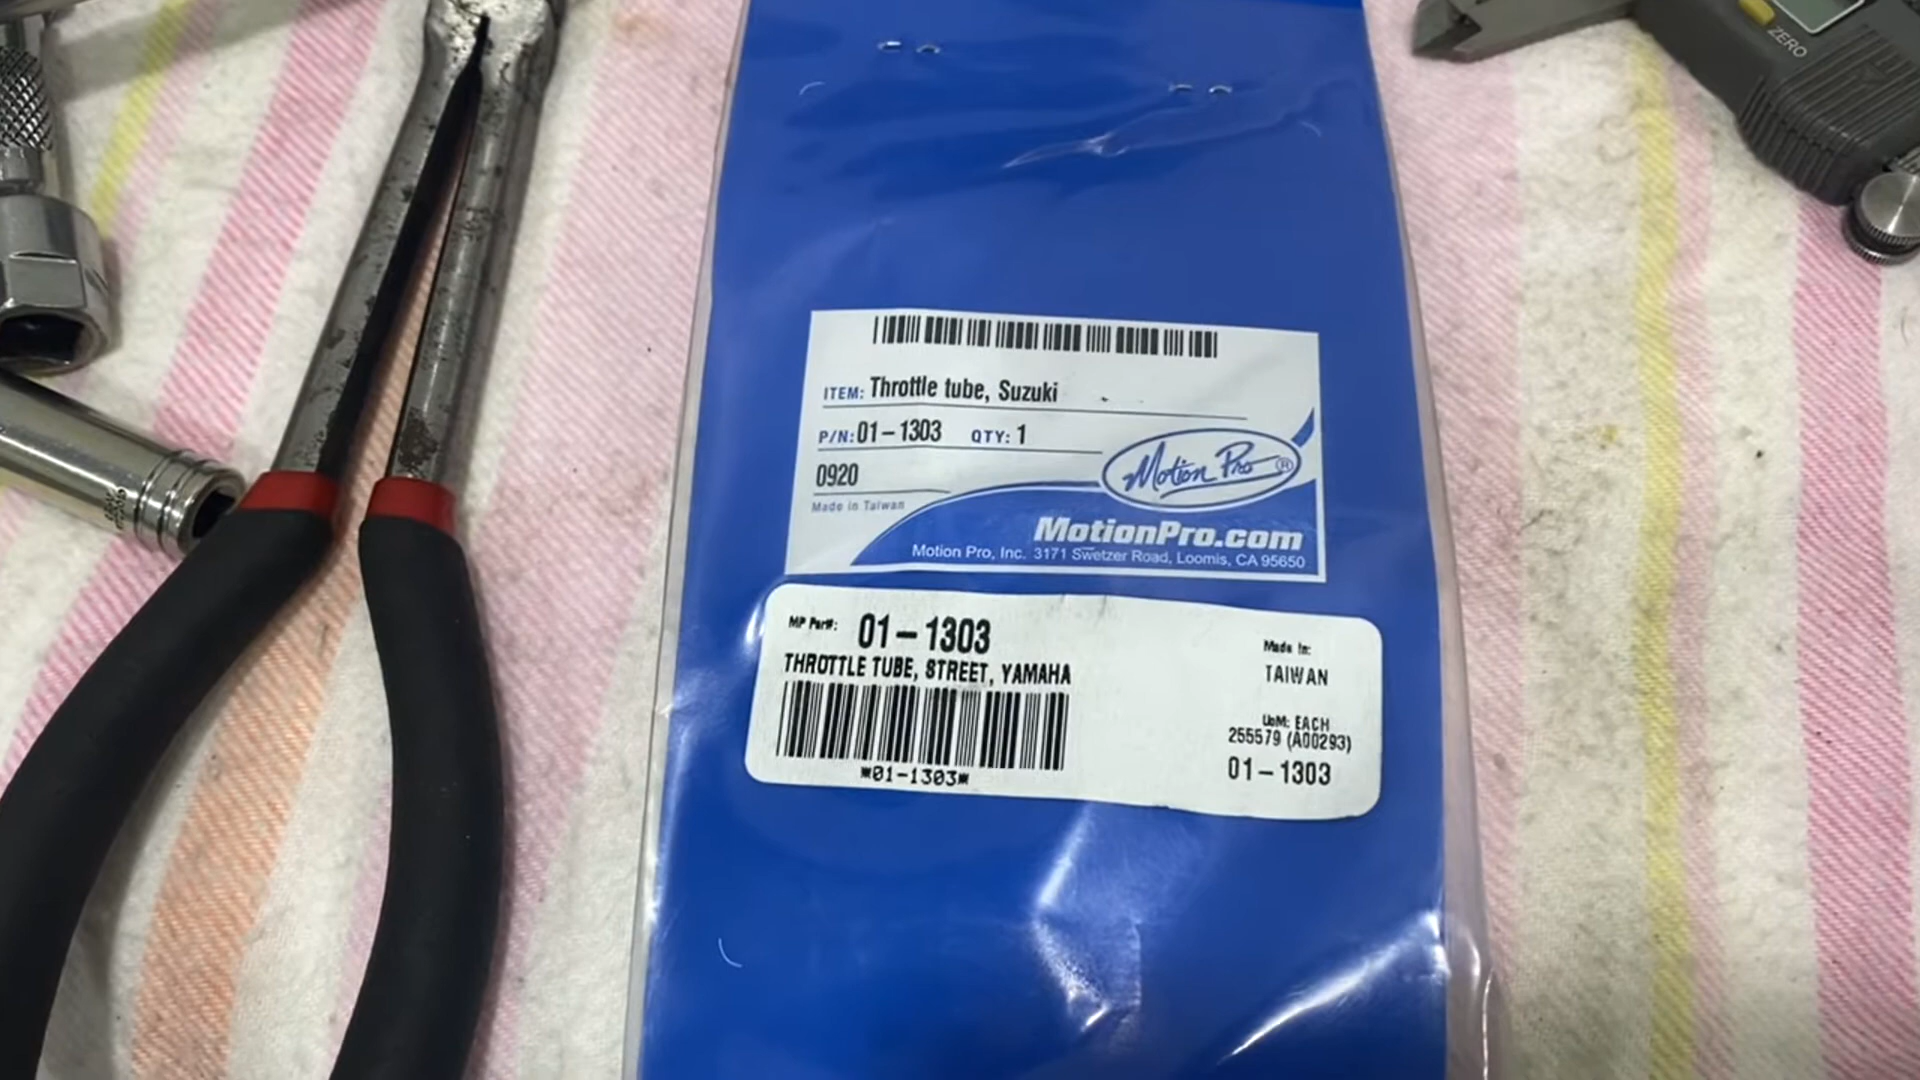 ZERO
ITEM: Throttle tube, Suzuki
P/N: 01-1303 QTY: 1
0920
Made in Taiwan
Motion Pro ®
MotionPro.com
Motion Pro, Inc. 3171 Swetzer Road, Loomis, CA 95650
MP Part#: 01-1303
THROTTLE TUBE, STREET, YAMAHA
*01-1303*
Made In:
TAIWAN
UoM: EACH
255579 (A00293)
01-1303